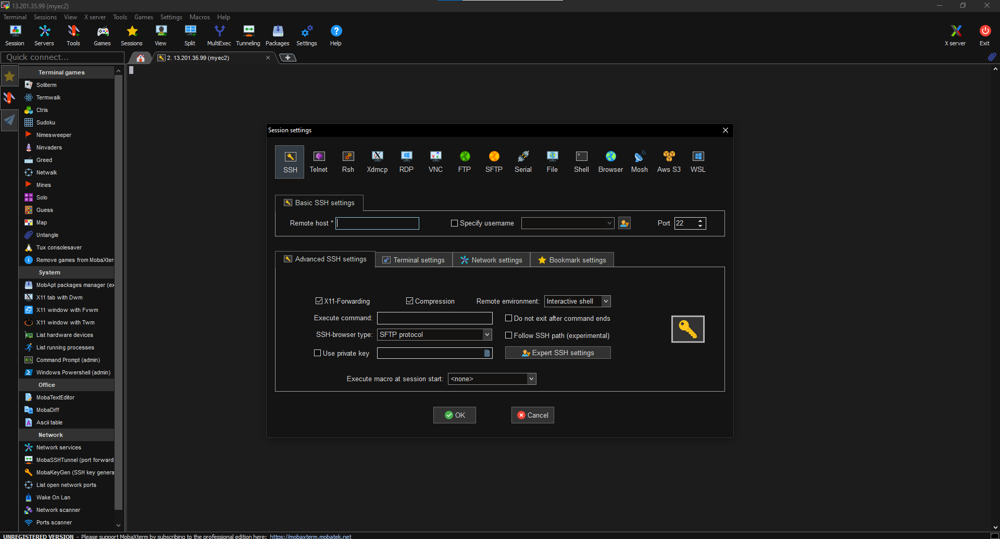 13.201.35.99 (myec2)
Terminal Sessions View X server Tools Games Settings Macros Help
Session Servers Tools Games Sessions View Split MultiExec Tunneling Packages Settings Help X server Exit
Quick connect...
2. 13.201.35.99 (myec2)
Terminal games
Soliterm
Termwalk
Ctris
Sudoku
Nimesweeper
Ninvaders
Greed
Netwalk
Mines
Solo
Guess
Map
Untangle
Tux consolesaver
Remove games from MobaXter
System
MobApt packages manager (ex
X11 tab with Dwm
X11 window with Fvwm
X11 window with Twm
List hardware devices
List running processes
Command Prompt (admin)
Windows Powershell (admin)
Office
MobaTextEditor
MobaDiff
Ascii table
Network
Network services
MobaSSHTunnel (port forward
MobaKeyGen (SSH key genera
List open network ports
Wake On Lan
Network scanner
Ports scanner
Session settings
SSH Telnet Rsh Xdmcp RDP VNC FTP SFTP Serial File Shell Browser Mosh Aws S3 WSL
Basic SSH settings
Remote host * Specify username Port 22
Advanced SSH settings Terminal settings Network settings Bookmark settings
X11-Forwarding Compression Remote environment: Interactive shell
Execute command: Do not exit after command ends
SSH-browser type: SFTP protocol Follow SSH path (experimental)
Use private key Expert SSH settings
Execute macro at session start: <none>
OK Cancel
UNREGISTERED VERSION - Please support MobaXterm by subscribing to the professional edition here: https://mobaxterm.mobatek.net